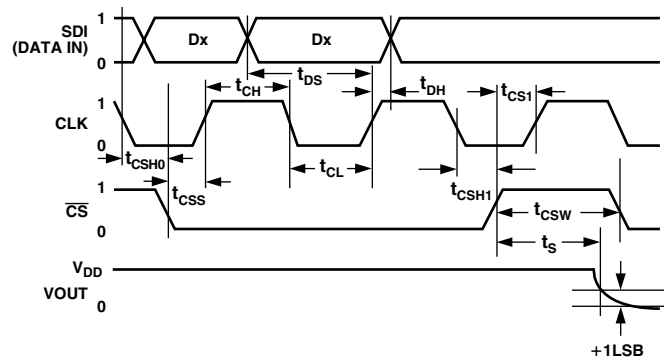 SDI
(DATA IN)
1
0
Dx
Dx
tDS
tCH
tDH
tCS1
CLK
1
0
tCSH0
tCSS
tCL
tCSH1
CS
1
0
tCSW
tS
VDD
VOUT
0
+1LSB